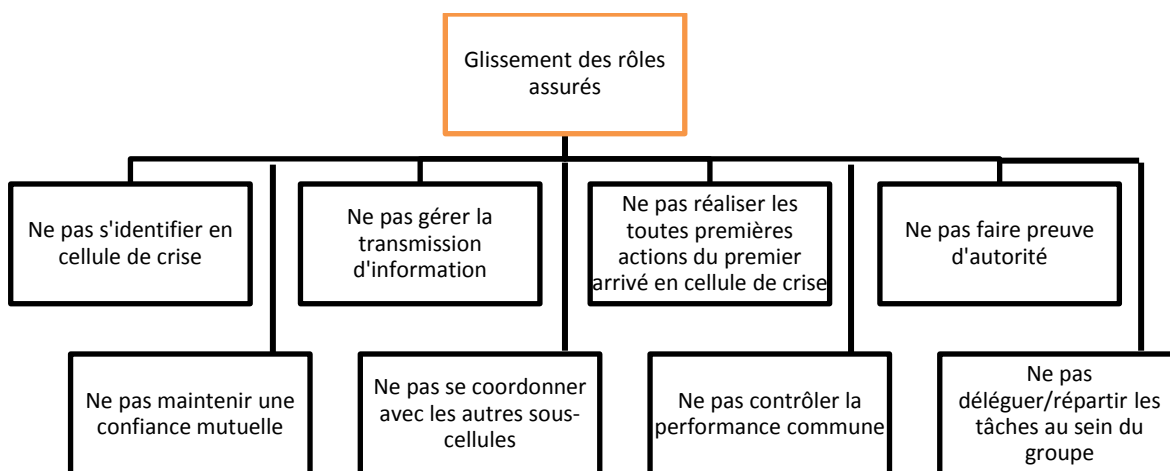 Glissement des rôles
assurés
Ne pas s'identifier en
cellule de crise
Ne pas gérer la
transmission
d'information
Ne pas réaliser les
toutes premières
actions du premier
arrivé en cellule de crise
Ne pas faire preuve
d'autorité
Ne pas maintenir une
confiance mutuelle
Ne pas se coordonner
avec les autres sous-
cellules
Ne pas contrôler la
performance commune
Ne pas
déléguer/répartir les
tâches au sein du
groupe